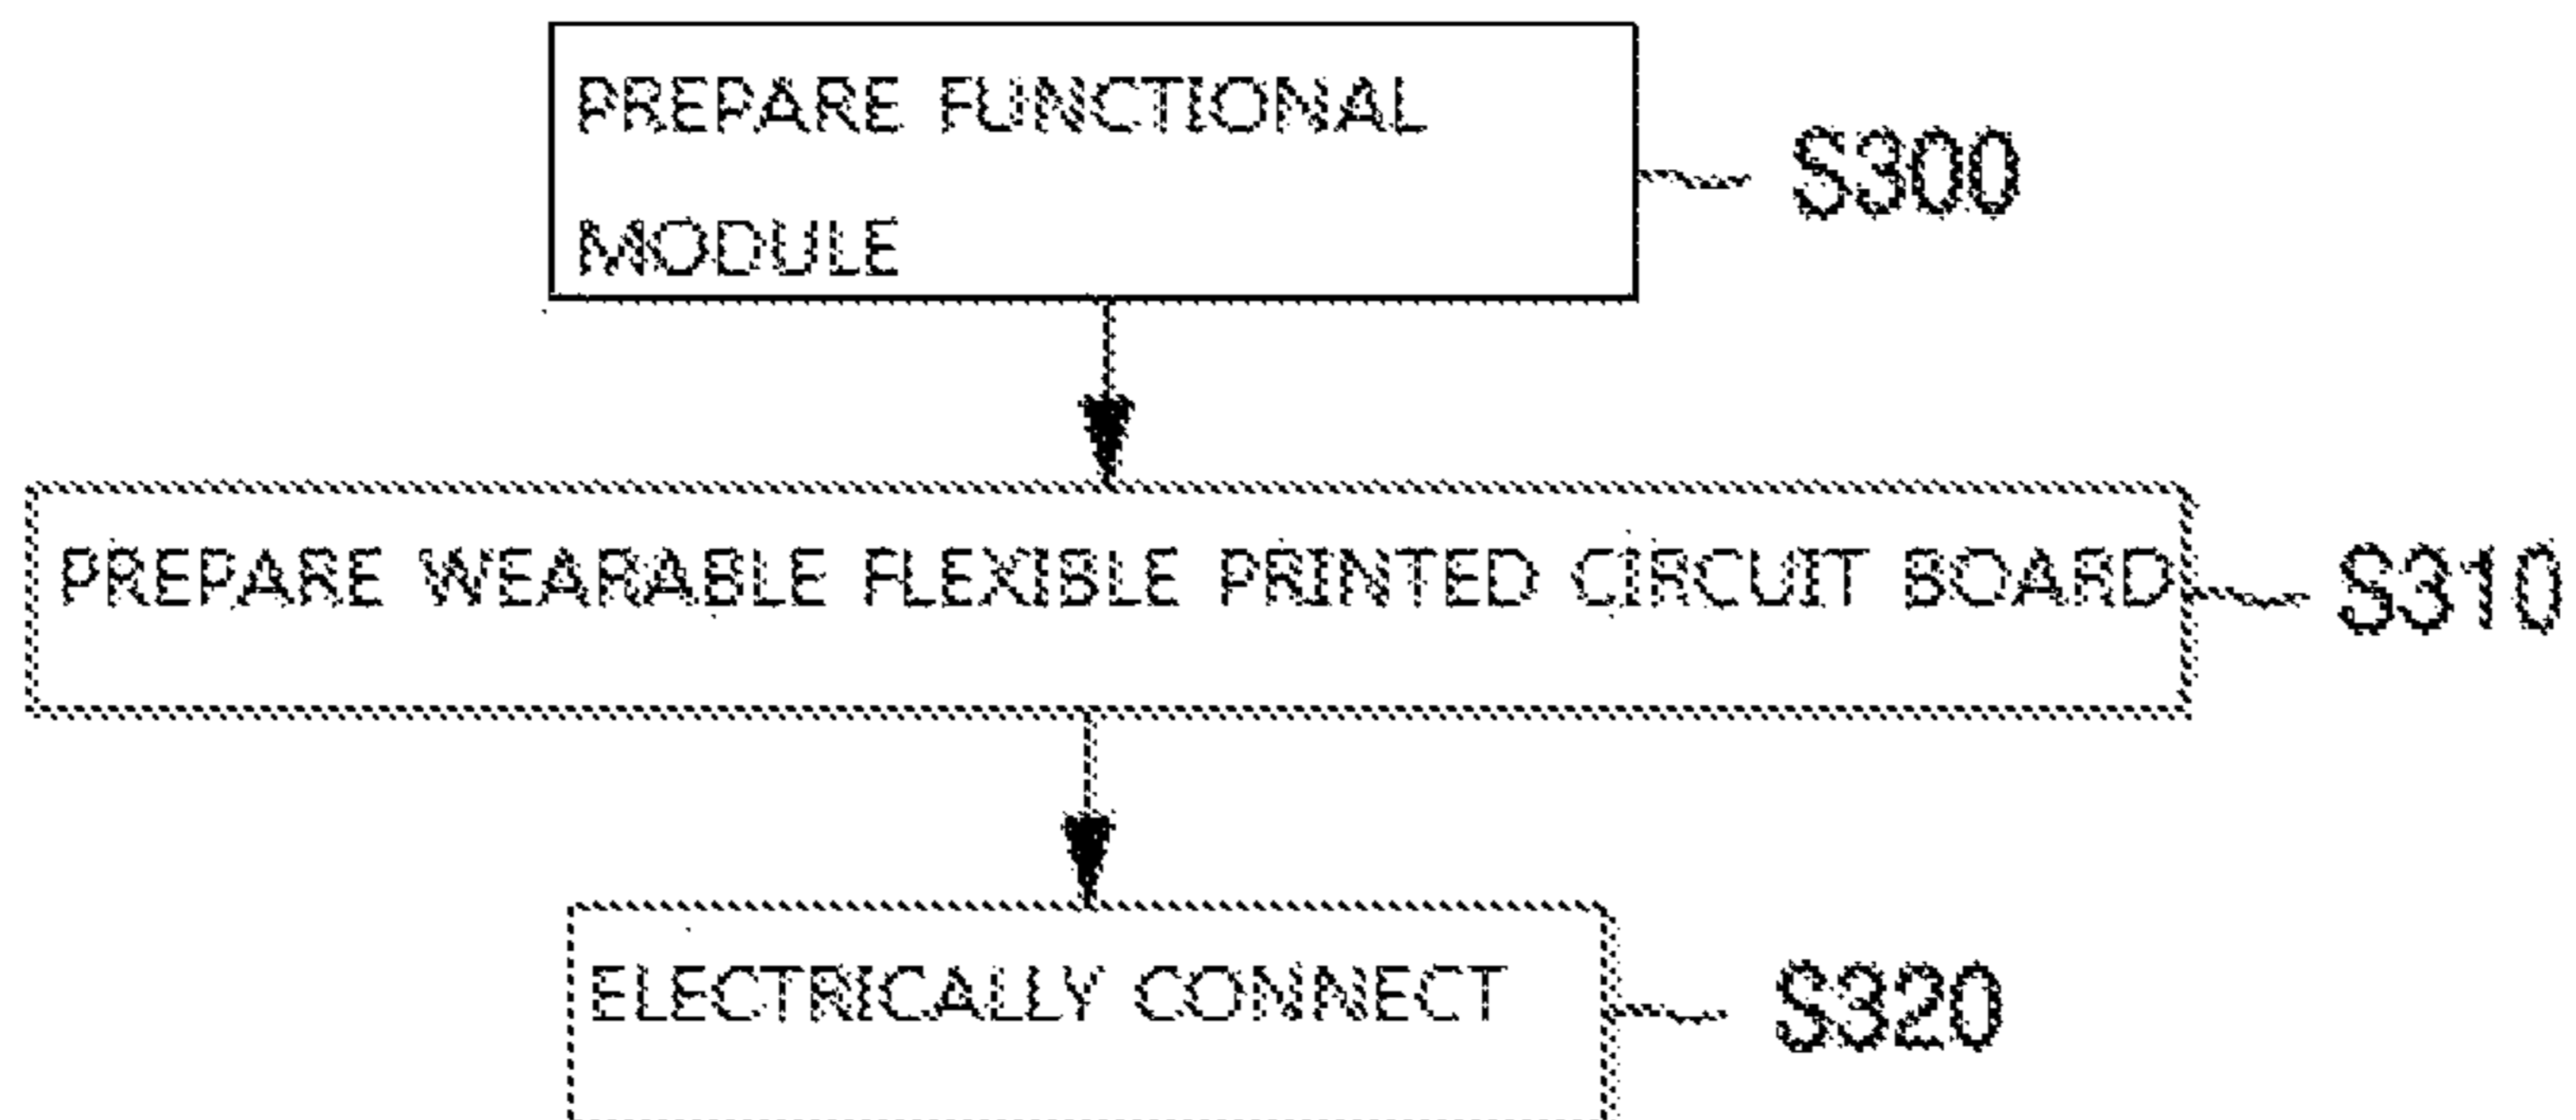 PREPARE FUNCTIONAL
MODULE
S300
PREPARE WEARABLE FLEXIBLE PRINTED CIRCUIT BOARD
S310
ELECTRICALLY CONNECT
S320